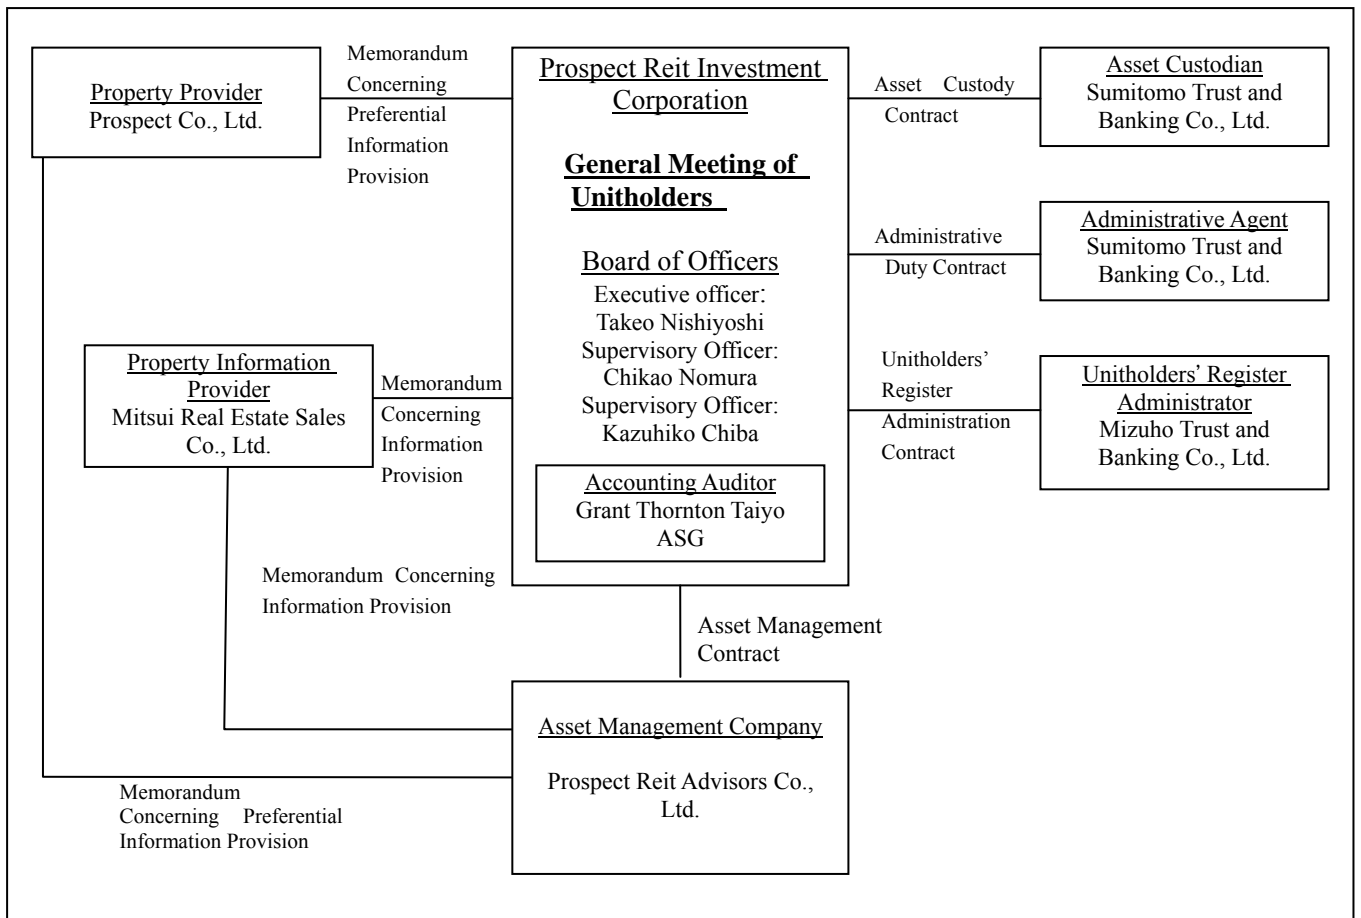 Property Provider
Prospect Co., Ltd.
Memorandum
Concerning
Preferential
Information
Provision
Prospect Reit Investment
Corporation
General Meeting of
Unitholders
Board of Officers
Executive officer:
Takeo Nishiyoshi
Supervisory Officer:
Chikao Nomura
Supervisory Officer:
Kazuhiko Chiba
Accounting Auditor
Grant Thornton Taiyo
ASG
Asset Custody
Contract
Asset Custodian
Sumitomo Trust and
Banking Co., Ltd.
Administrative
Duty Contract
Administrative Agent
Sumitomo Trust and
Banking Co., Ltd.
Unitholders’
Register
Administration
Contract
Unitholders’ Register
Administrator
Mizuho Trust and
Banking Co., Ltd.
Property Information
Provider
Mitsui Real Estate Sales
Co., Ltd.
Memorandum
Concerning
Information
Provision
Memorandum Concerning
Information Provision
Asset Management
Contract
Asset Management Company
Prospect Reit Advisors Co.,
Ltd.
Memorandum
Concerning Preferential
Information Provision